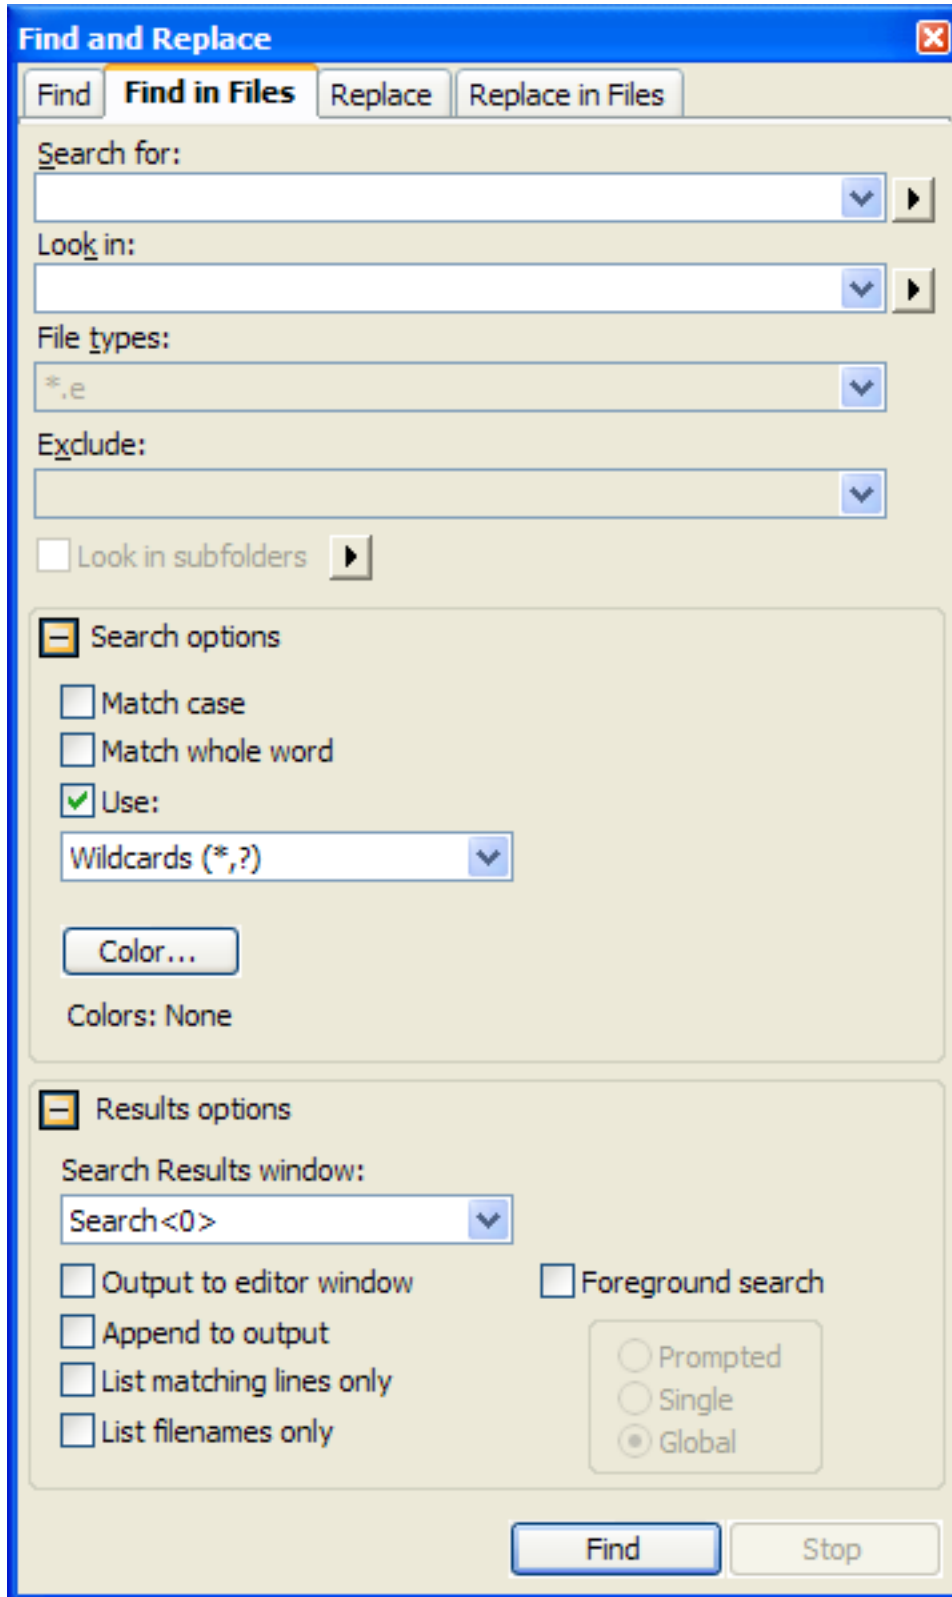 Find and Replace
Find Find in Files Replace Replace in Files
Search for:
Look in:
File types:
*.e
Exclude:
Look in subfolders
Search options
Match case
Match whole word
Use:
Wildcards (*,?)
Color...
Colors: None
Results options
Search Results window:
Search<0>
Output to editor window Foreground search
Append to output
Prompted
List matching lines only
Single
List filenames only
Global
Find Stop